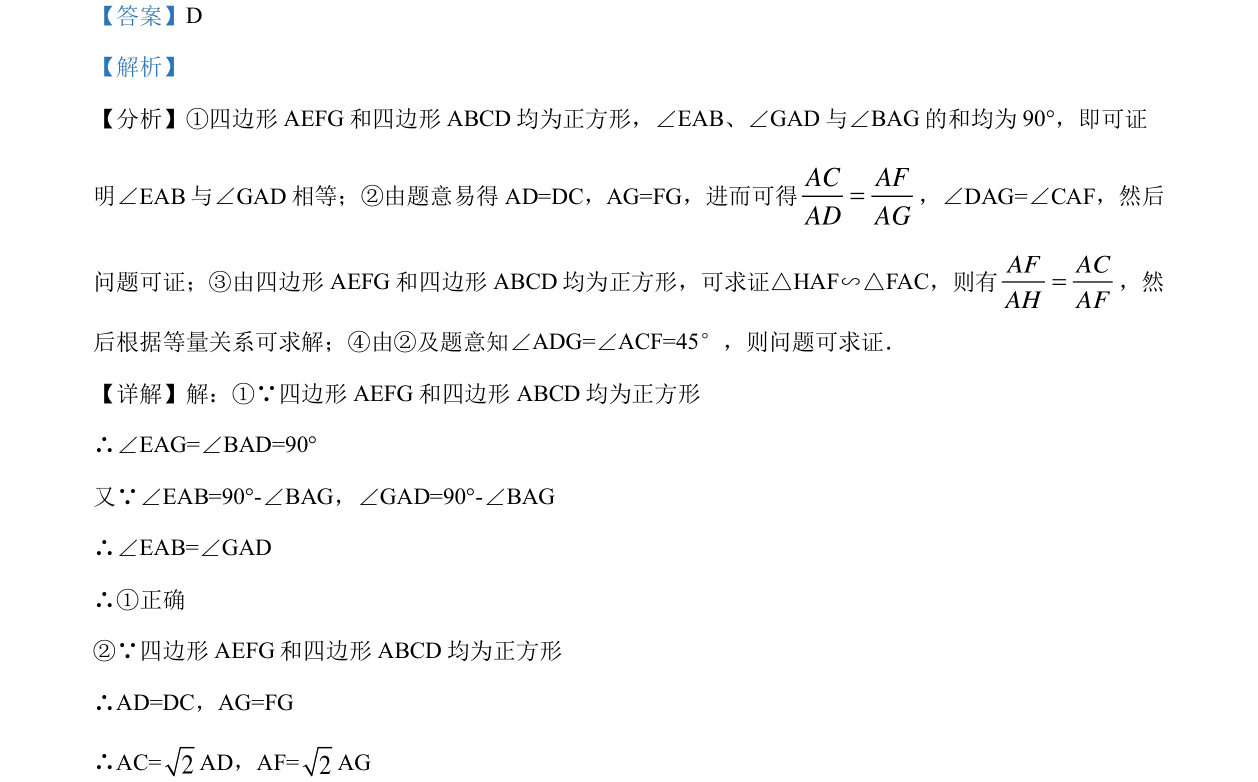 【答案】D
【解析】
【分析】①四边形 AEFG 和四边形 ABCD 均为正方形，∠EAB、∠GAD 与∠BAG 的和均为 90°，即可证
明∠EAB 与∠GAD 相等；②由题意易得 AD=DC，AG=FG，进而可得 AC/AD = AF/AG，∠DAG=∠CAF，然后
问题可证；③由四边形 AEFG 和四边形 ABCD 均为正方形，可求证△HAF∽△FAC，则有 AF/AH = AC/AF，然
后根据等量关系可求解；④由②及题意知∠ADG=∠ACF=45°，则问题可求证．
【详解】解：①∵四边形 AEFG 和四边形 ABCD 均为正方形
∴∠EAG=∠BAD=90°
又∵∠EAB=90°-∠BAG，∠GAD=90°-∠BAG
∴∠EAB=∠GAD
∴①正确
②∵四边形 AEFG 和四边形 ABCD 均为正方形
∴AD=DC，AG=FG
∴AC=√2 AD，AF=√2 AG